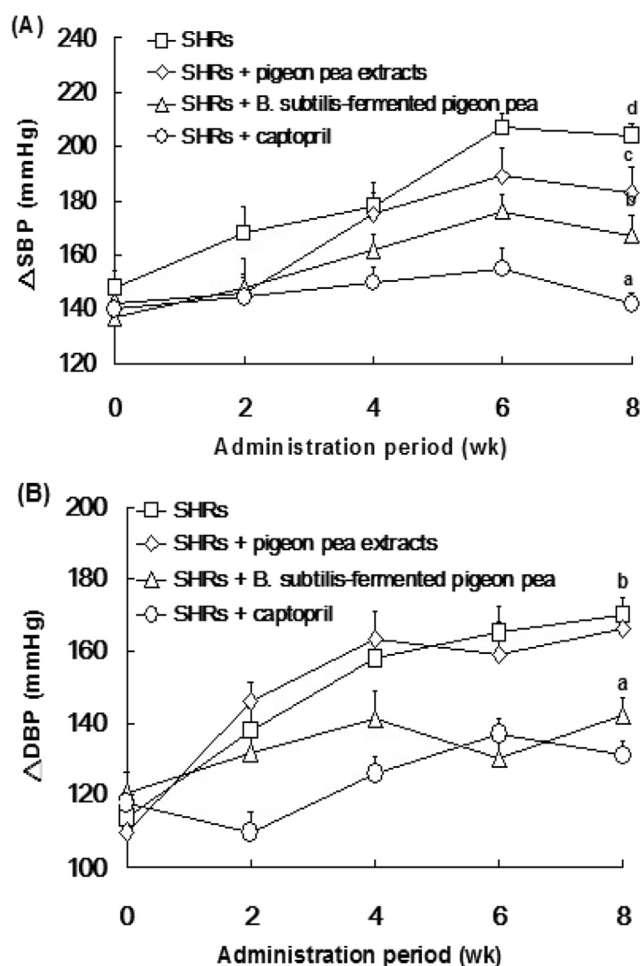 (A)
240
220
200
180
160
140
120
ΔSBP (mmHg)
SHRs
SHRs + pigeon pea extracts
SHRs + B. subtilis-fermented pigeon pea
SHRs + captopril
d
c
b
a
0 2 4 6 8
Administration period (wk)
(B)
200
180
160
140
120
100
ΔDBP (mmHg)
SHRs
SHRs + pigeon pea extracts
SHRs + B. subtilis-fermented pigeon pea
SHRs + captopril
b
a
0 2 4 6 8
Administration period (wk)